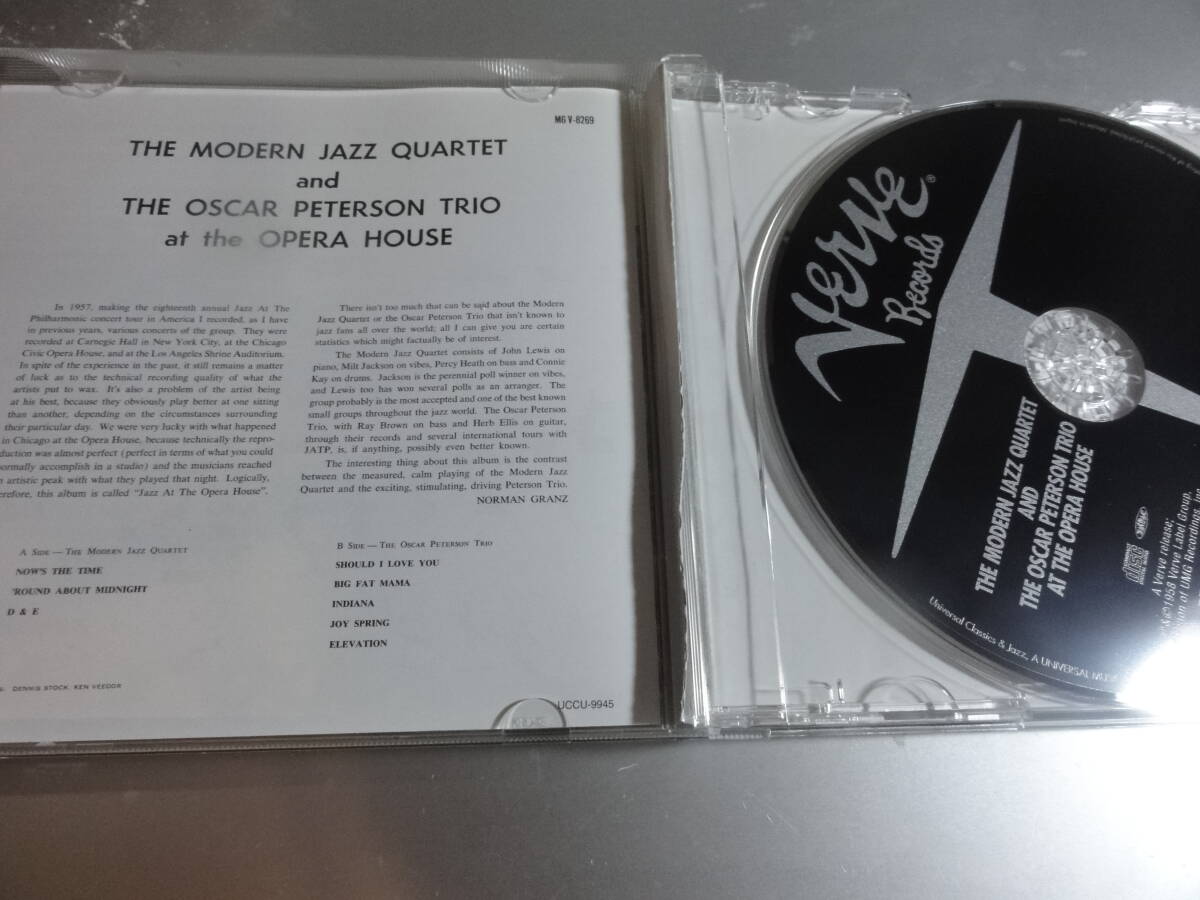 MG V-8269
THE MODERN JAZZ QUARTET
and
THE OSCAR PETERSON TRIO
at the OPERA HOUSE
In 1957, making the eighteenth annual Jazz At The
Philharmonic concert tour in America I recorded, as I have
in previous years, various concerts of the group. They were
recorded at Carnegie Hall in New York City, at the Chicago
Civic Opera House, and at the Los Angeles Shrine Auditorium.
In spite of the experience in the past, it still remains a matter
of luck as to the technical recording quality of what the
artists put to wax. It's also a problem of the artist being
at his best, because they obviously play better at one sitting
than another, depending on the circumstances surrounding
their particular day. We were very lucky with what happened
in Chicago at the Opera House, because technically the repro-
duction was almost perfect (perfect in terms of what you could
ormally accomplish in a studio) and the musicians reached
n artistic peak with what they played that night. Logically,
erefore, this album is called "Jazz At The Opera House".
There isn't too much that can be said about the Modern
Jazz Quartet or the Oscar Peterson Trio that isn't known to
jazz fans all over the world; all I can give you are certain
statistics which might factually be of interest.
The Modern Jazz Quartet consists of John Lewis on
piano, Milt Jackson on vibes, Percy Heath on bass and Connie
Kay on drums. Jackson is the perennial poll winner on vibes,
and Lewis too has won several polls as an arranger. The
group probably is the most accepted and one of the best known
small groups throughout the jazz world. The Oscar Peterson
Trio, with Ray Brown on bass and Herb Ellis on guitar,
through their records and several international tours with
JATP, is, if anything, possibly even better known.
The interesting thing about this album is the contrast
between the measured, calm playing of the Modern Jazz
Quartet and the exciting, stimulating, driving Peterson Trio.
NORMAN GRANZ
A SIDE — THE MODERN JAZZ QUARTET
NOW'S THE TIME
'ROUND ABOUT MIDNIGHT
D & E
B SIDE — THE OSCAR PETERSON TRIO
SHOULD I LOVE YOU
BIG FAT MAMA
INDIANA
JOY SPRING
ELEVATION
DENNIS STOCK, KEN VEEDOR
UCCU-9945
Verve®
Records
THE MODERN JAZZ QUARTET
AND
THE OSCAR PETERSON TRIO
AT THE OPERA HOUSE
A Verve release;
&©1958 Verve Label Group,
ion of UMG Recordings, Inc.
Universal Classics & Jazz, A UNIVERSAL MUSI